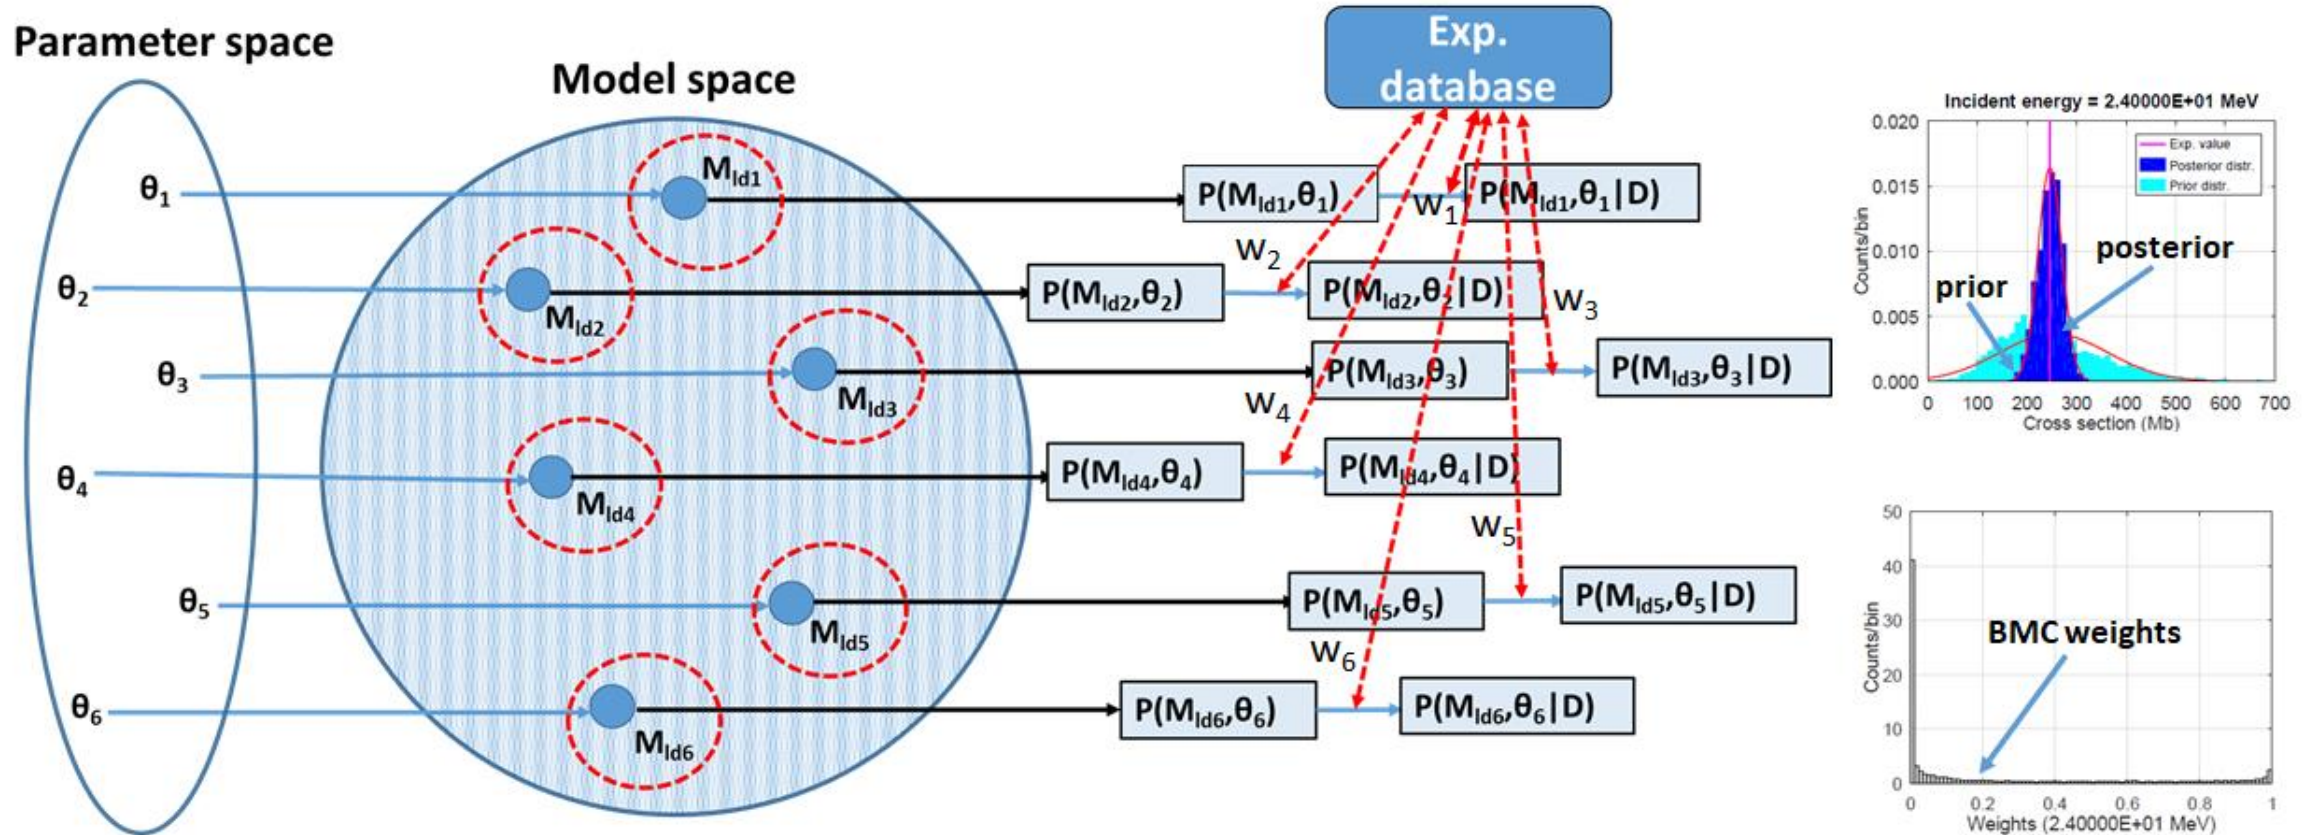 Parameter space
Model space
Exp.
database
θ1
θ2
θ3
θ4
θ5
θ6
MId1
MId2
MId3
MId4
MId5
MId6
P(MId1,θ1)
W1
P(MId1,θ1|D)
W2
P(MId2,θ2)
P(MId2,θ2|D)
W3
P(MId3,θ3)
P(MId3,θ3|D)
W4
P(MId4,θ4)
P(MId4,θ4|D)
W5
P(MId5,θ5)
P(MId5,θ5|D)
W6
P(MId6,θ6)
P(MId6,θ6|D)
Incident energy = 2.40000E+01 MeV
0.020
0.015
0.010
0.005
0.000
Counts/bin
Exp. value
Posterior distr.
Prior distr.
posterior
prior
0 100 200 300 400 500 600 700
Cross section (Mb)
50
40
30
20
10
0
Counts/bin
BMC weights
0 0.2 0.4 0.6 0.8 1
Weights (2.40000E+01 MeV)